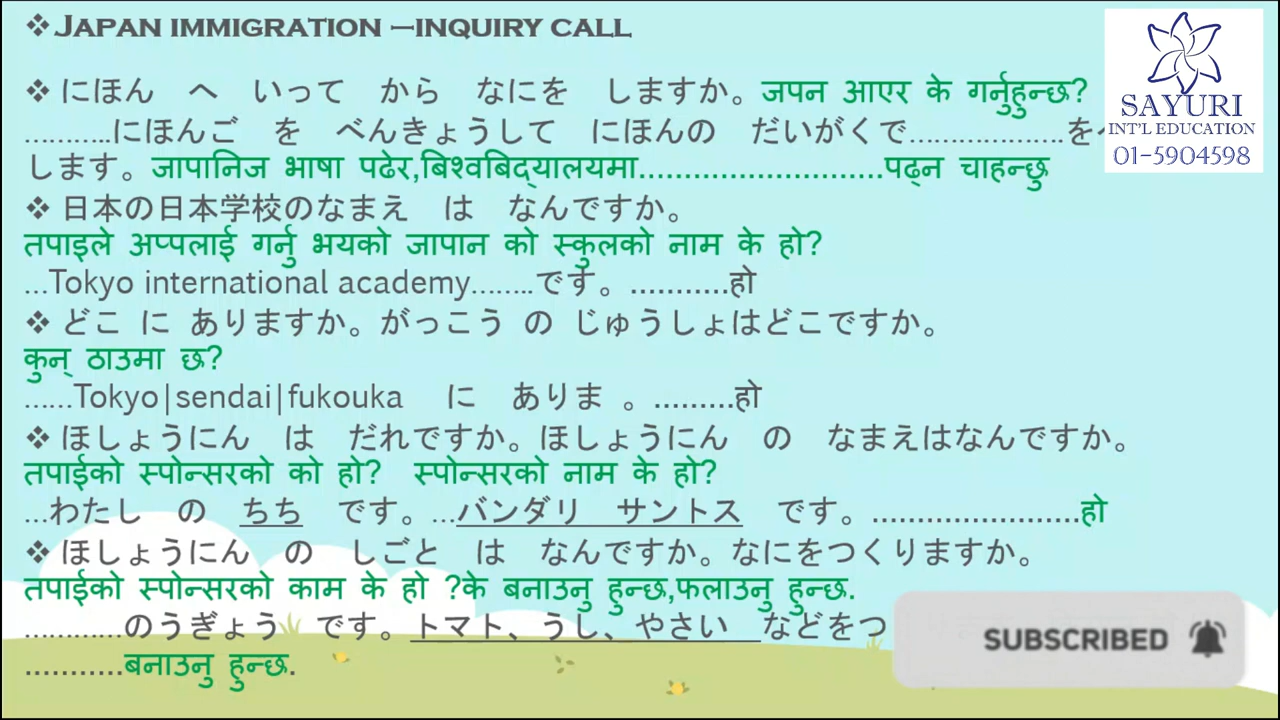 ❖JAPAN IMMIGRATION –INQUIRY CALL
❖ にほん へ いって から なにを しますか。जपन आएर के गर्नुहुन्छ?
………..にほんご を べんきょうして にほんの だいがくで……………….を
します。जापानिज भाषा पढेर,बिश्वबिद्यालयमा...........................पढ्न चाहन्छु
❖ 日本の日本学校のなまえ は なんですか。
तपाइले अप्पलाई गर्नु भयको जापान को स्कुलको नाम के हो?
…Tokyo international academy……..です。...........हो
❖ どこ に ありますか。がっこう の じゅうしょはどこですか。
कुन् ठाउमा छ?
……Tokyo|sendai|fukouka に ありま 。.........हो
❖ ほしょうにん は だれですか。ほしょうにん の なまえはなんですか。
तपाईको स्पोन्सरको को हो? स्पोन्सरको नाम के हो?
…わたし の ちち です。…バンダリ サントス です。.......................हो
❖ ほしょうにん の しごと は なんですか。なにをつくりますか。
तपाईको स्पोन्सरको काम के हो ?के बनाउनु हुन्छ,फलाउनु हुन्छ.
…………のうぎょう です。トマト、うし、やさい などをつ
...........बनाउनु हुन्छ.
SAYURI
INT'L EDUCATION
01-5904598
SUBSCRIBED